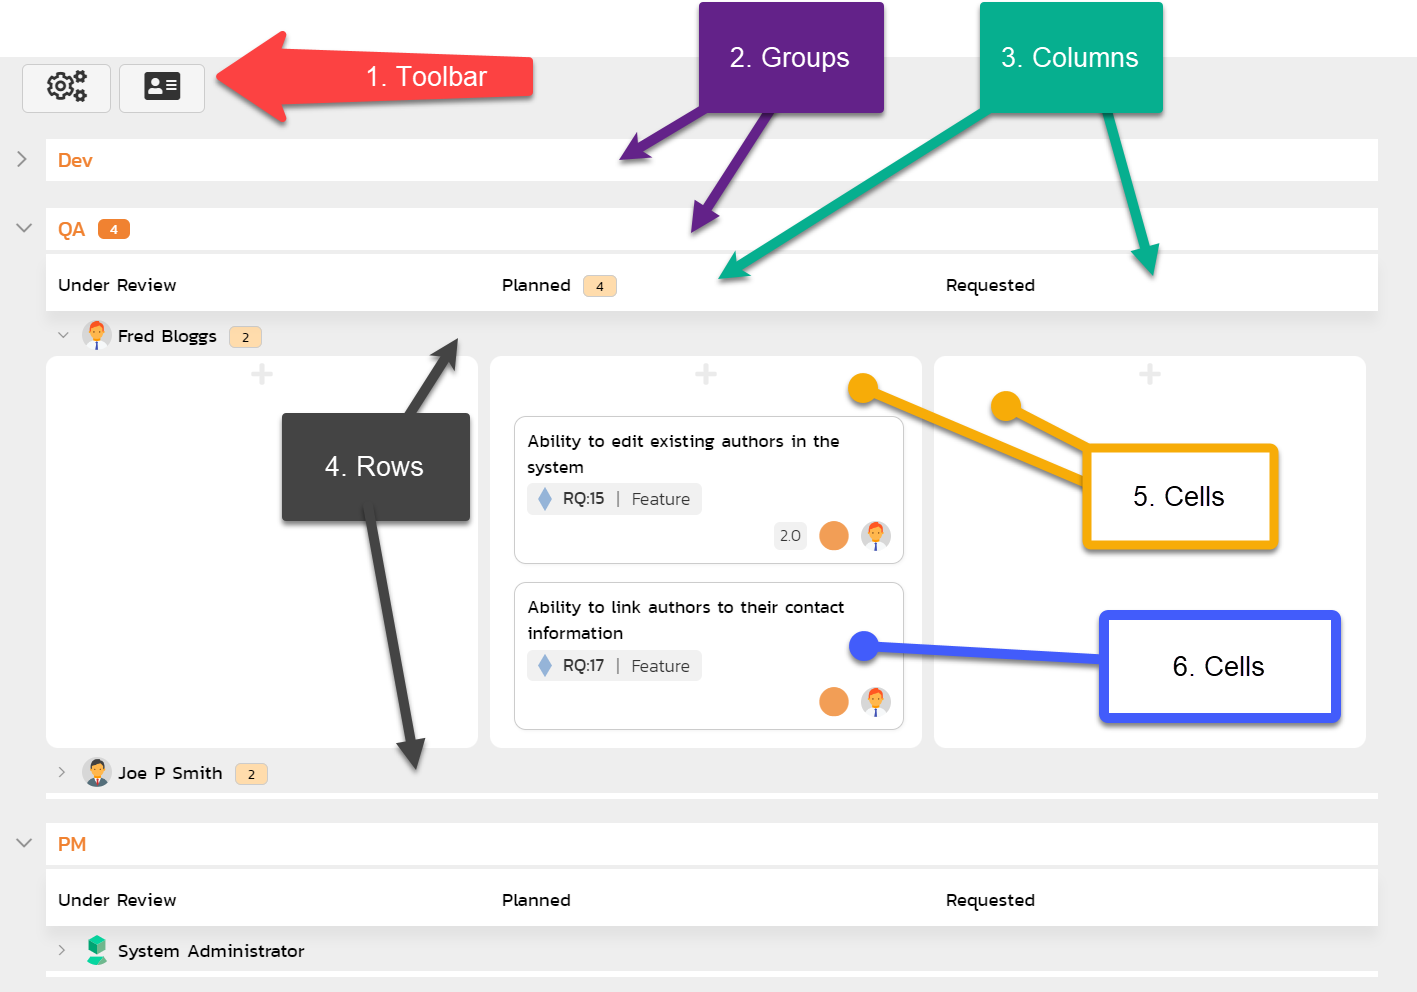 2. Groups
3. Columns
1. Toolbar
Dev
QA 4
Under Review Planned 4 Requested
Fred Bloggs 2
Ability to edit existing authors in the
system
RQ:15 | Feature
2.0
4. Rows
5. Cells
Ability to link authors to their contact
information
RQ:17 | Feature
6. Cells
Joe P Smith 2
PM
Under Review Planned Requested
System Administrator